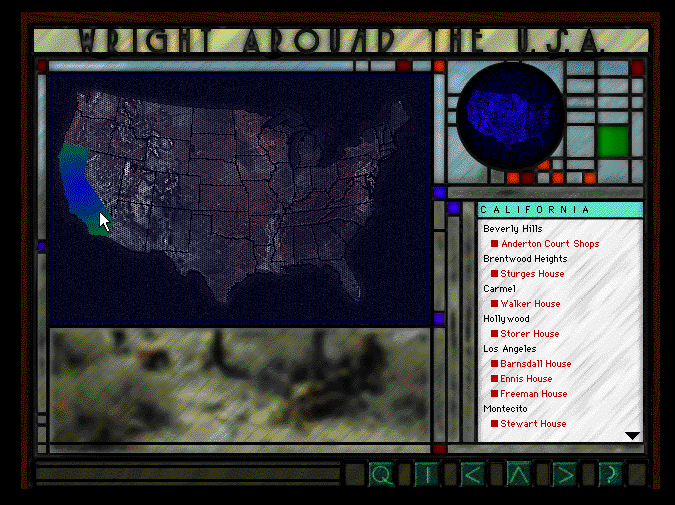 WRIGHT AROUND THE U.S.A.
CALIFORNIA
Beverly Hills
Anderton Court Shops
Brentwood Heights
Sturges House
Carmel
Walker House
Hollywood
Storer House
Los Angeles
Barnsdall House
Ennis House
Freeman House
Montecito
Stewart House
Q I < ʌ > ?